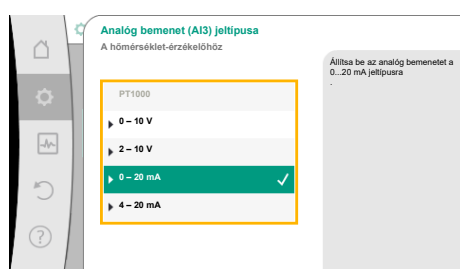 Analóg bemenet (AI3) jeltípusa
A hőmérséklet-érzékelőhöz
PT1000
0 – 10 V
2 – 10 V
0 – 20 mA
4 – 20 mA
Állítsa be az analóg bemenetet a
0...20 mA jeltípusra
.